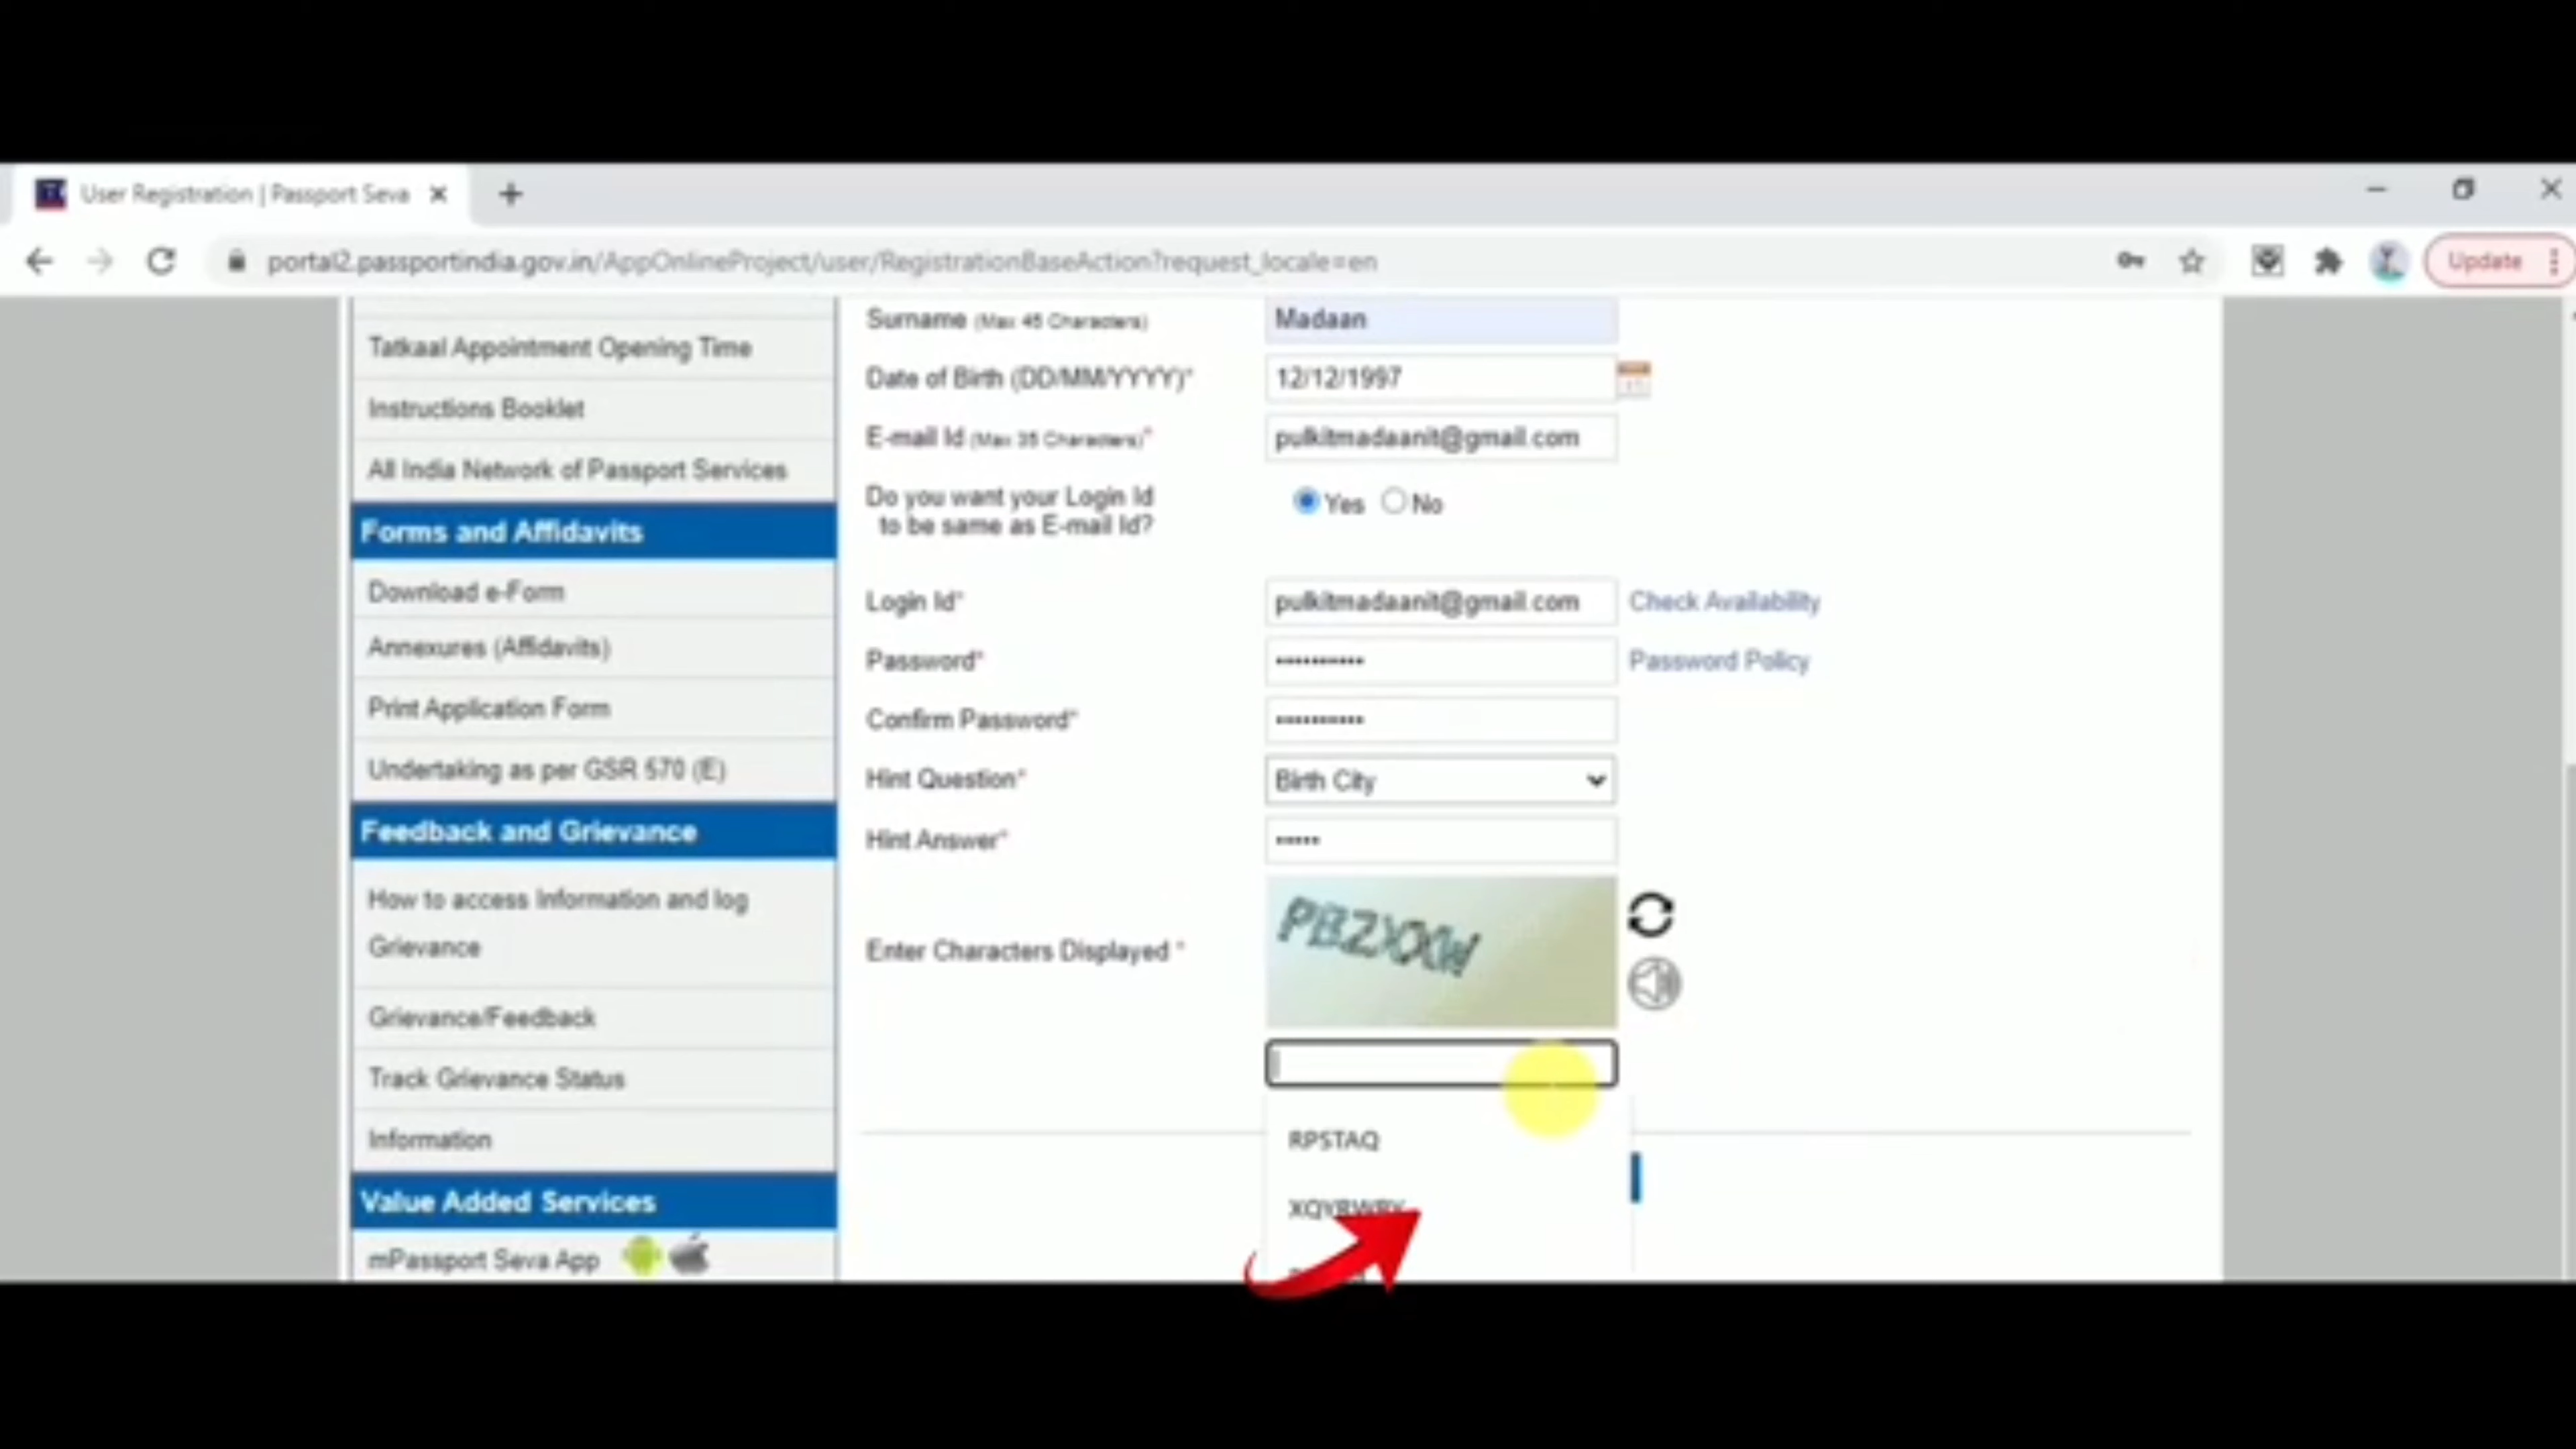 User Registration | Passport Seva
portal2.passportindia.gov.in/AppOnlineProject/user/RegistrationBaseAction?request_locale=en
Update
Tatkaal Appointment Opening Time
Instructions Booklet
All India Network of Passport Services
Forms and Affidavits
Download e-Form
Annexures (Affidavits)
Print Application Form
Undertaking as per GSR 570 (E)
Feedback and Grievance
How to access Information and log
Grievance
Grievance/Feedback
Track Grievance Status
Information
Value Added Services
mPassport Seva App
Surname (Max 45 Characters) Madaan
Date of Birth (DD/MM/YYYY)* 12/12/1997
E-mail Id (Max 35 Characters)* pulkitmadaanit@gmail.com
Do you want your Login Id Yes No
to be same as E-mail Id?
Login Id* pulkitmadaanit@gmail.com Check Availability
Password* ••••••••••• Password Policy
Confirm Password* •••••••••••
Hint Question* Birth City
Hint Answer* •••••
PBZXXW
Enter Characters Displayed *
RPSTAQ